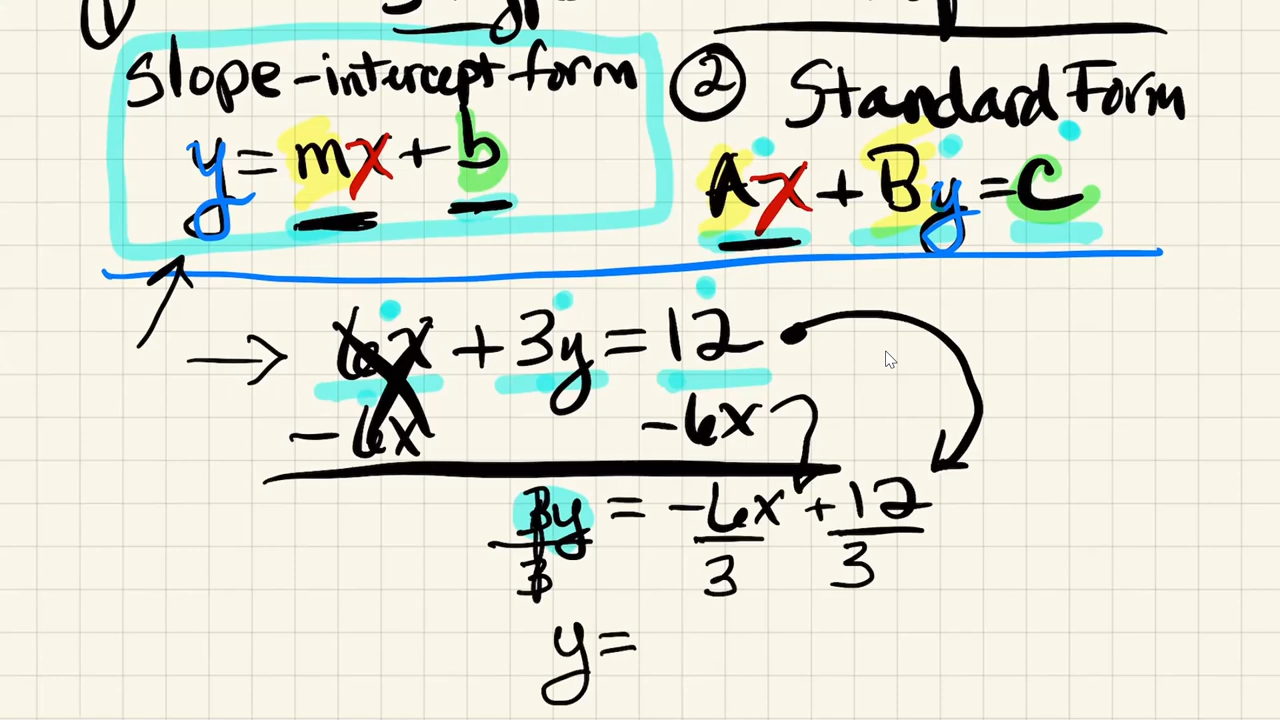 ①
Slope-intercept form
y = mx + b
② Standard Form
Ax + By = C
→ 6x + 3y = 12
-6x -6x
3y = -6x + 12
3 3 3
y =